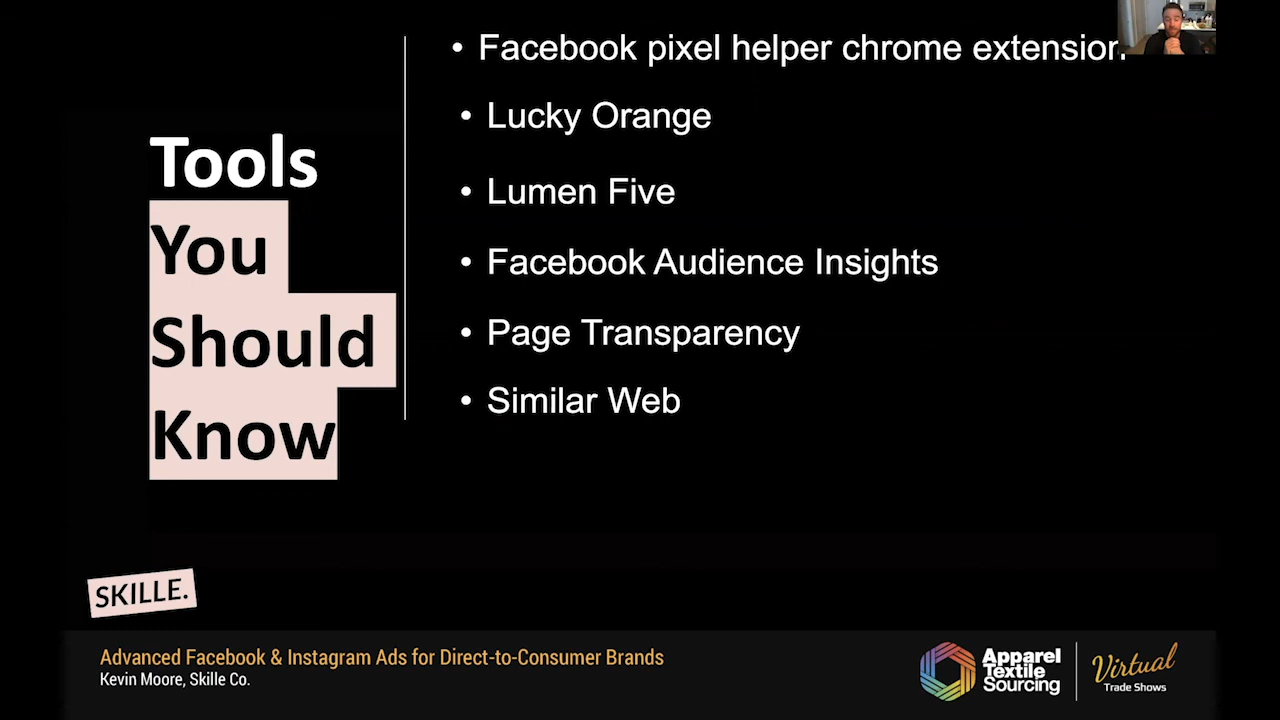 Tools
You
Should
Know
• Facebook pixel helper chrome extension
• Lucky Orange
• Lumen Five
• Facebook Audience Insights
• Page Transparency
• Similar Web
SKILLE.
Advanced Facebook & Instagram Ads for Direct-to-Consumer Brands
Kevin Moore, Skille Co.
Apparel
Textile
Sourcing
Virtual
Trade Shows